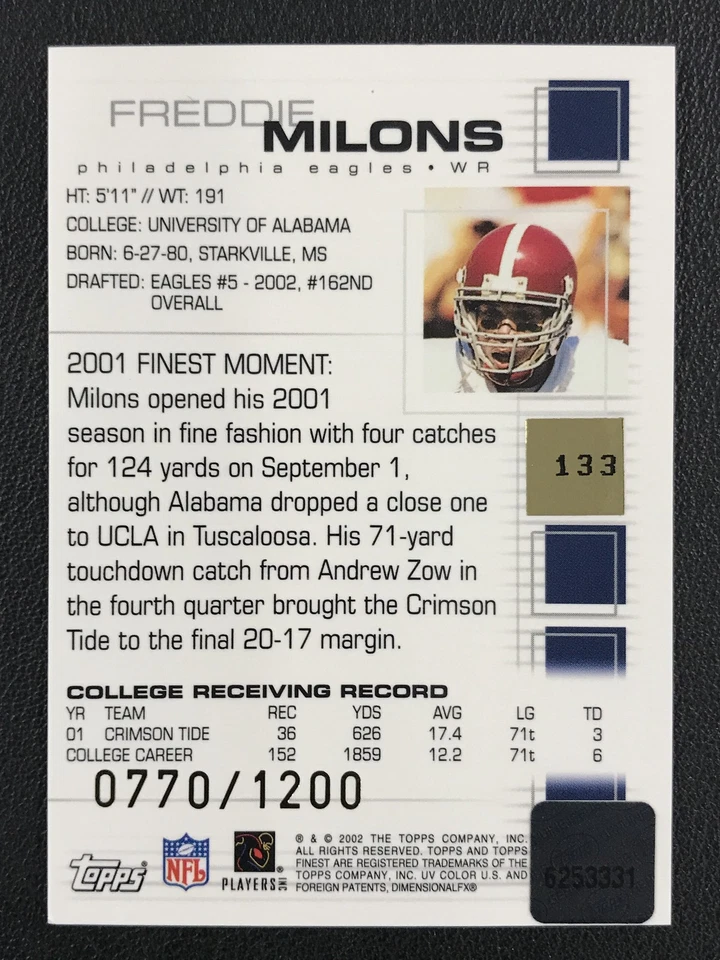 FREDDIE
MILONS
philadelphia eagles • WR
HT: 5'11" // WT: 191
COLLEGE: UNIVERSITY OF ALABAMA
BORN: 6-27-80, STARKVILLE, MS
DRAFTED: EAGLES #5 - 2002, #162ND
OVERALL
2001 FINEST MOMENT:
Milons opened his 2001
season in fine fashion with four catches
for 124 yards on September 1,
although Alabama dropped a close one
to UCLA in Tuscaloosa. His 71-yard
touchdown catch from Andrew Zow in
the fourth quarter brought the Crimson
Tide to the final 20-17 margin.
133
COLLEGE RECEIVING RECORD
YR TEAM REC YDS AVG LG TD
01 CRIMSON TIDE 36 626 17.4 71t 3
COLLEGE CAREER 152 1859 12.2 71t 6
0770/1200
Topps®
NFL
PLAYERS INC
® & © 2002 THE TOPPS COMPANY, INC.
ALL RIGHTS RESERVED. TOPPS AND TOPPS
FINEST ARE REGISTERED TRADEMARKS OF THE
TOPPS COMPANY, INC. UV COLOR U.S. AND
FOREIGN PATENTS, DIMENSIONALFX®
6253331